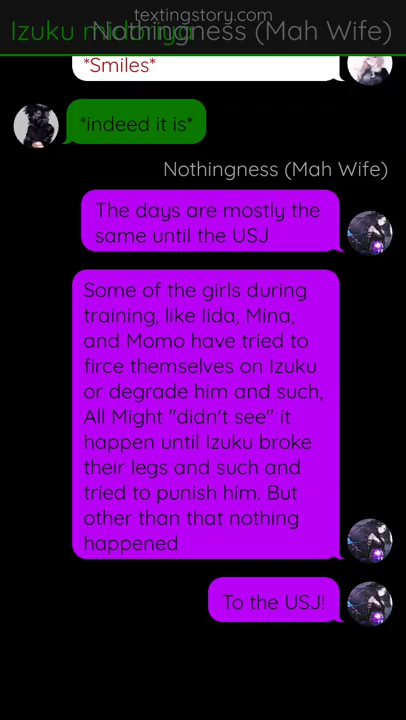 textingstory.com
Izuku midoriya
Nothingness (Mah Wife)
*Smiles*
*indeed it is*
Nothingness (Mah Wife)
The days are mostly the
same until the USJ
Some of the girls during
training, like Iida, Mina,
and Momo have tried to
firce themselves on Izuku
or degrade him and such,
All Might "didn't see" it
happen until Izuku broke
their legs and such and
tried to punish him. But
other than that nothing
happened
To the USJ!